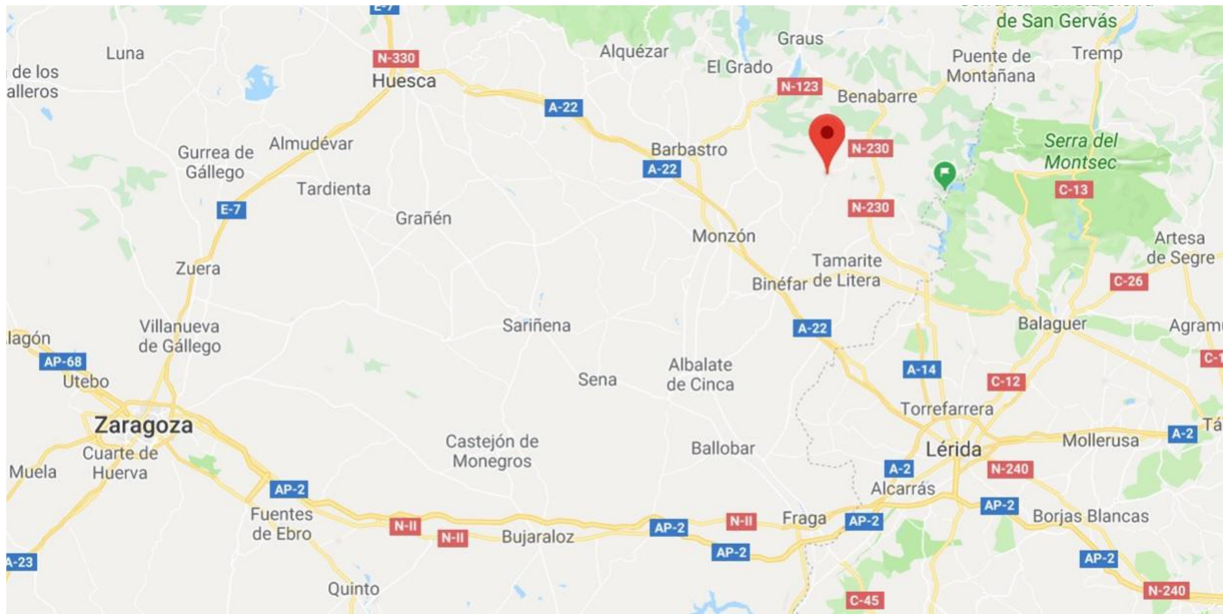 E-7
de San Gervás
Luna
Alquézar
Graus
Puente de
Montañana
Tremp
de los
alleros
N-330
Huesca
El Grado
N-123
Benabarre
A-22
Almudévar
Gurrea de
Gállego
Barbastro
N-230
Serra del
Montsec
A-22
Tardienta
C-13
E-7
Grañén
N-230
Monzón
Artesa
de Segre
Zuera
Tamarite
de Litera
Binéfar
C-26
Villanueva
de Gállego
Sariñena
A-22
Balaguer
Agram
lagón
AP-68
Utebo
Sena
Albalate
de Cinca
A-14
C-12
C-1
Zaragoza
Torrefarrera
Tá
Cuarte de
Huerva
Muela
Castejón de
Monegros
Ballobar
Lérida
Mollerusa
A-2
A-2
N-240
AP-2
Alcarrás
Fuentes
de Ebro
N-II
N-II
Bujaraloz
AP-2
N-II
Fraga
AP-2
AP-2
Borjas Blancas
AP-2
AP-2
A-23
Quinto
C-45
N-240